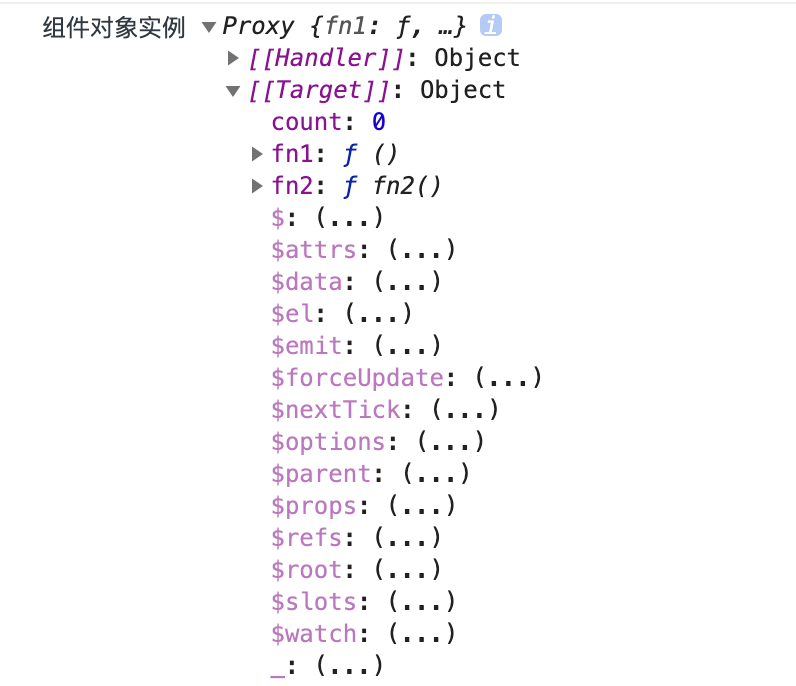 组件对象实例 ▼Proxy {fn1: ƒ, …} i
▶[[Handler]]: Object
▼[[Target]]: Object
count: 0
▶fn1: ƒ ()
▶fn2: ƒ fn2()
$: (...)
$attrs: (...)
$data: (...)
$el: (...)
$emit: (...)
$forceUpdate: (...)
$nextTick: (...)
$options: (...)
$parent: (...)
$props: (...)
$refs: (...)
$root: (...)
$slots: (...)
$watch: (...)
_: (...)